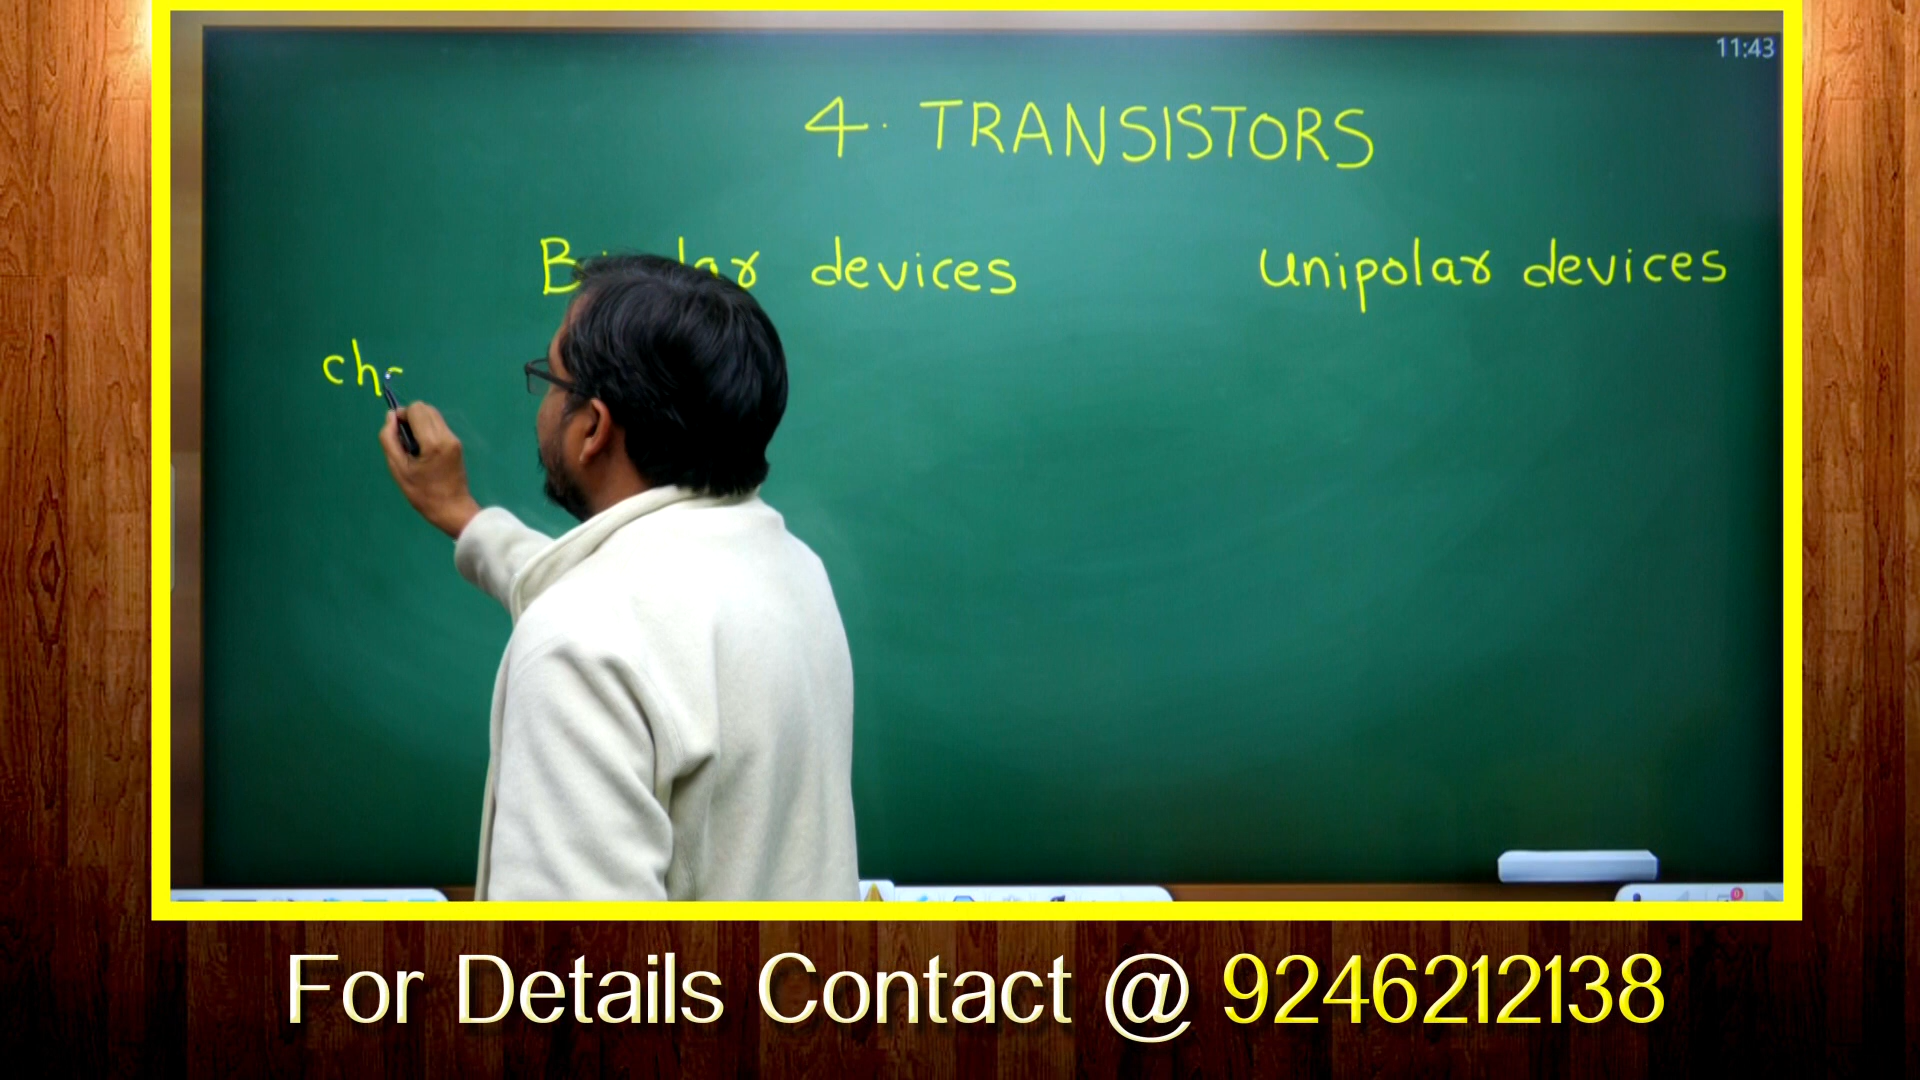 11:43
4. TRANSISTORS
devices
Unipolar devices
For Details Contact @ 9246212138